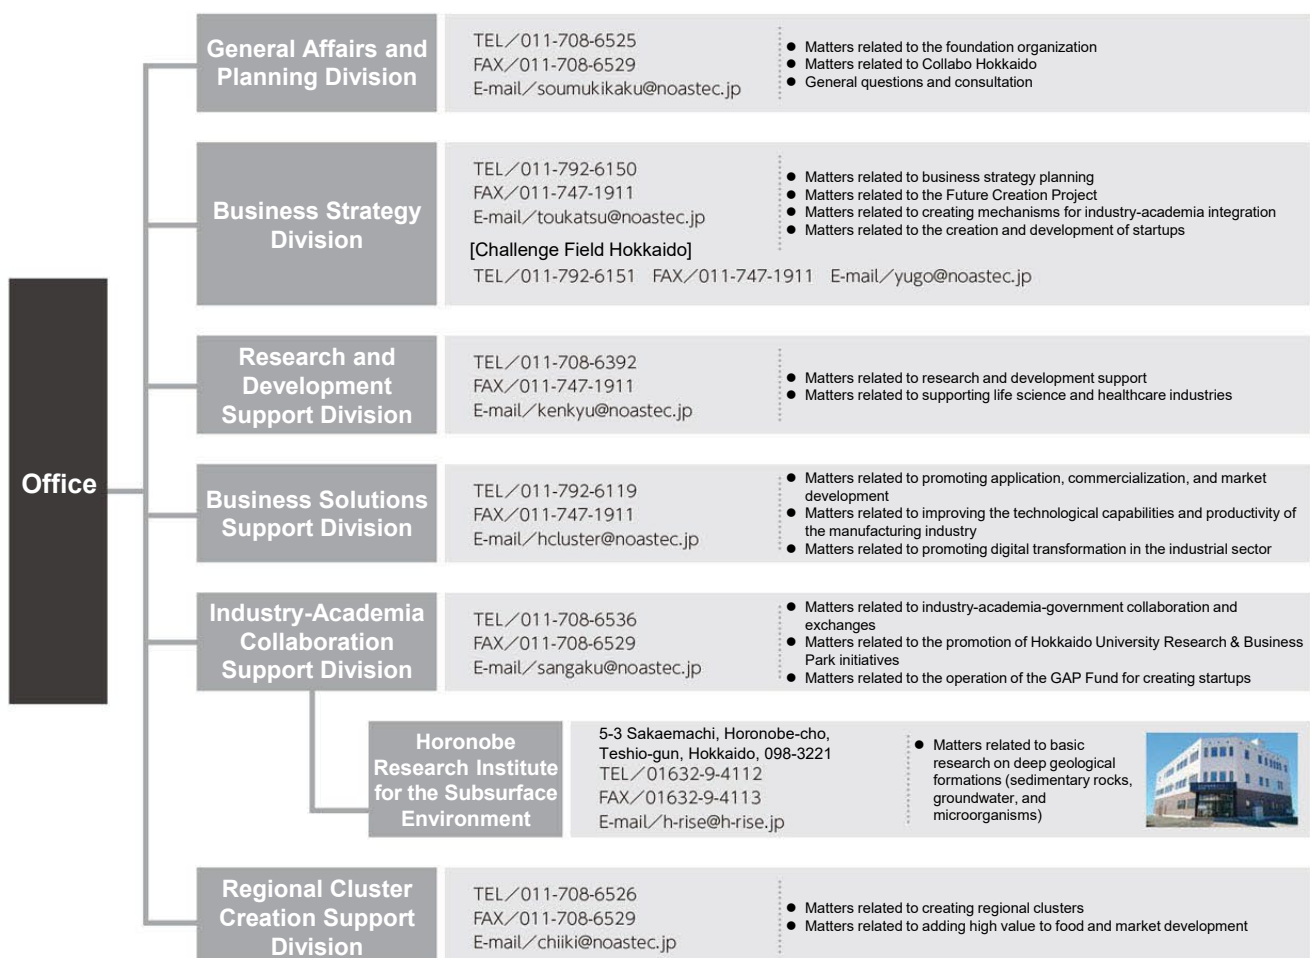 Office
General Affairs and
Planning Division
TEL／011-708-6525
FAX／011-708-6529
E-mail／soumukikaku@noastec.jp
● Matters related to the foundation organization
● Matters related to Collabo Hokkaido
● General questions and consultation
Business Strategy
Division
TEL／011-792-6150
FAX／011-747-1911
E-mail／toukatsu@noastec.jp
● Matters related to business strategy planning
● Matters related to the Future Creation Project
● Matters related to creating mechanisms for industry-academia integration
● Matters related to the creation and development of startups
[Challenge Field Hokkaido]
TEL／011-792-6151 FAX／011-747-1911 E-mail／yugo@noastec.jp
Research and
Development
Support Division
TEL／011-708-6392
FAX／011-747-1911
E-mail／kenkyu@noastec.jp
● Matters related to research and development support
● Matters related to supporting life science and healthcare industries
Business Solutions
Support Division
TEL／011-792-6119
FAX／011-747-1911
E-mail／hcluster@noastec.jp
● Matters related to promoting application, commercialization, and market
development
● Matters related to improving the technological capabilities and productivity of
the manufacturing industry
● Matters related to promoting digital transformation in the industrial sector
Industry-Academia
Collaboration
Support Division
TEL／011-708-6536
FAX／011-708-6529
E-mail／sangaku@noastec.jp
● Matters related to industry-academia-government collaboration and
exchanges
● Matters related to the promotion of Hokkaido University Research & Business
Park initiatives
● Matters related to the operation of the GAP Fund for creating startups
Horonobe
Research Institute
for the Subsurface
Environment
5-3 Sakaemachi, Horonobe-cho,
Teshio-gun, Hokkaido, 098-3221
TEL／01632-9-4112
FAX／01632-9-4113
E-mail／h-rise@h-rise.jp
● Matters related to basic
research on deep geological
formations (sedimentary rocks,
groundwater, and
microorganisms)
Regional Cluster
Creation Support
Division
TEL／011-708-6526
FAX／011-708-6529
E-mail／chiiki@noastec.jp
● Matters related to creating regional clusters
● Matters related to adding high value to food and market development